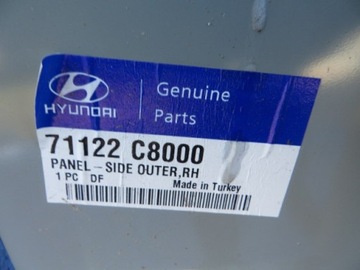 HYUNDAI
Genuine
Parts
71122 C8000
PANEL-SIDE OUTER,RH
1 PC DF
Made in Turkey